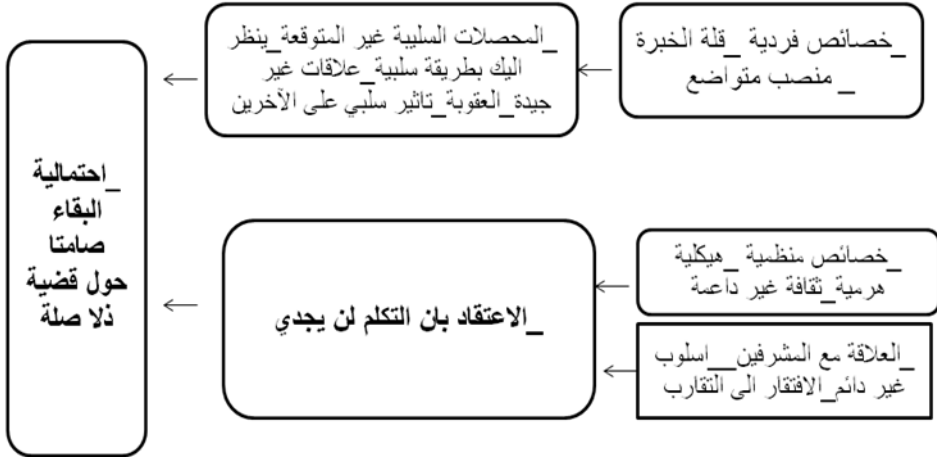 _خصائص فردية _قلة الخبرة
_ منصب متواضع
_المحصلات السليبة غير المتوقعة_ينظر
اليك بطريقة سلبية_علاقات غير
جيدة_العقوبة_تاثير سلبي على الآخرين
_احتمالية
البقاء
صامتا
حول قضية
ذلا صلة
_خصائص منظمية _هيكلية
هرمية_ثقافة غير داعمة
_العلاقة مع المشرفين__اسلوب
غير دائم_الافتقار الى التقارب
_الاعتقاد بان التكلم لن يجدي